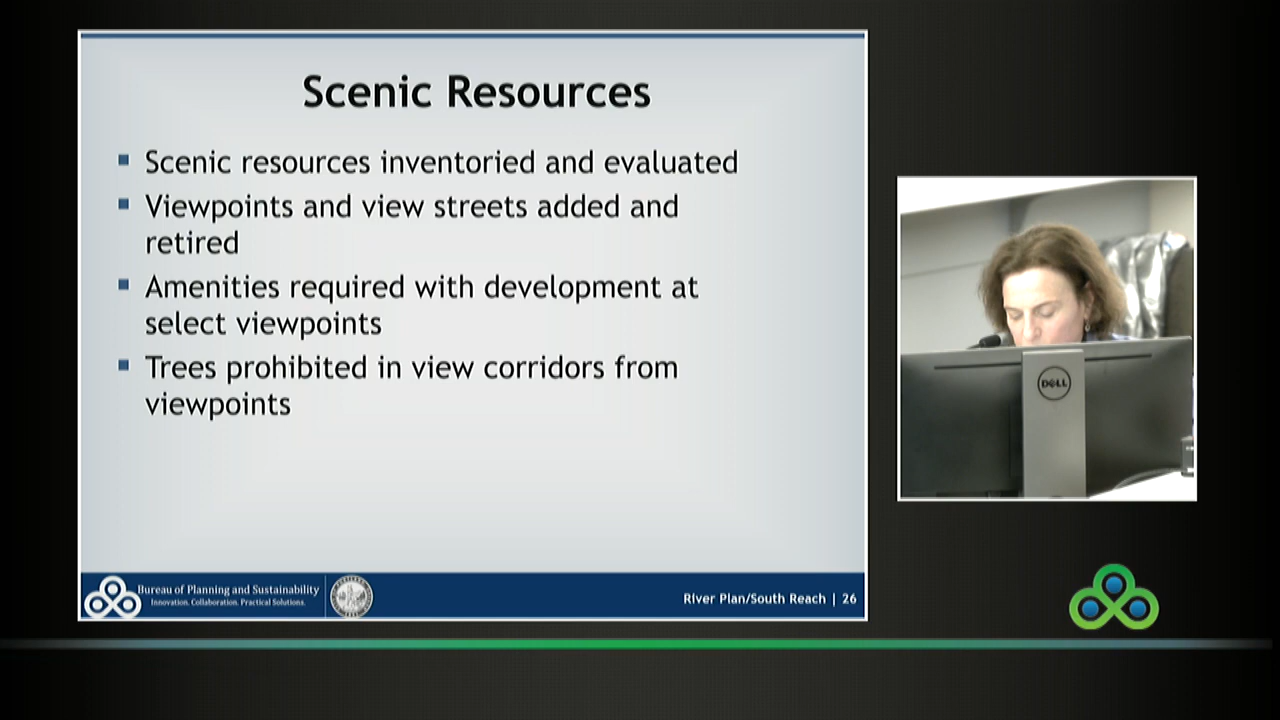 Scenic Resources
Scenic resources inventoried and evaluated
Viewpoints and view streets added and
retired
Amenities required with development at
select viewpoints
Trees prohibited in view corridors from
viewpoints
Bureau of Planning and Sustainability
Innovation. Collaboration. Practical Solutions.
River Plan/South Reach | 26
DELL